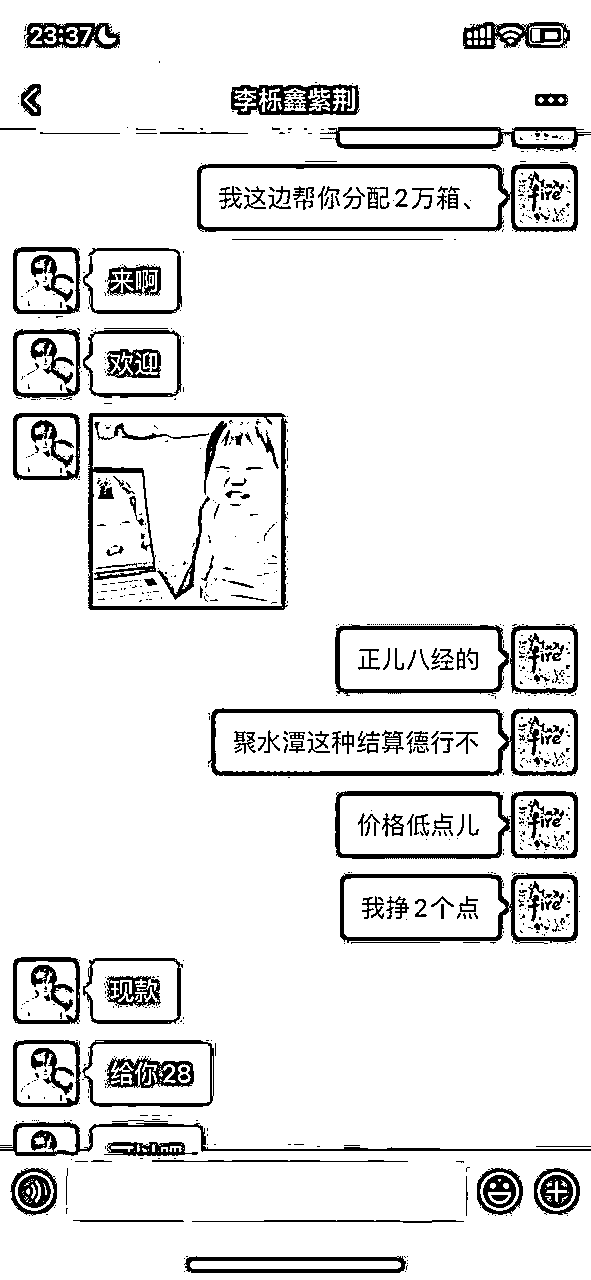 23:37
李栎鑫紫荆
我这边帮你分配2万箱、
来啊
欢迎
正儿八经的
聚水潭这种结算德行不
价格低点儿
我挣2个点
现款
给你28